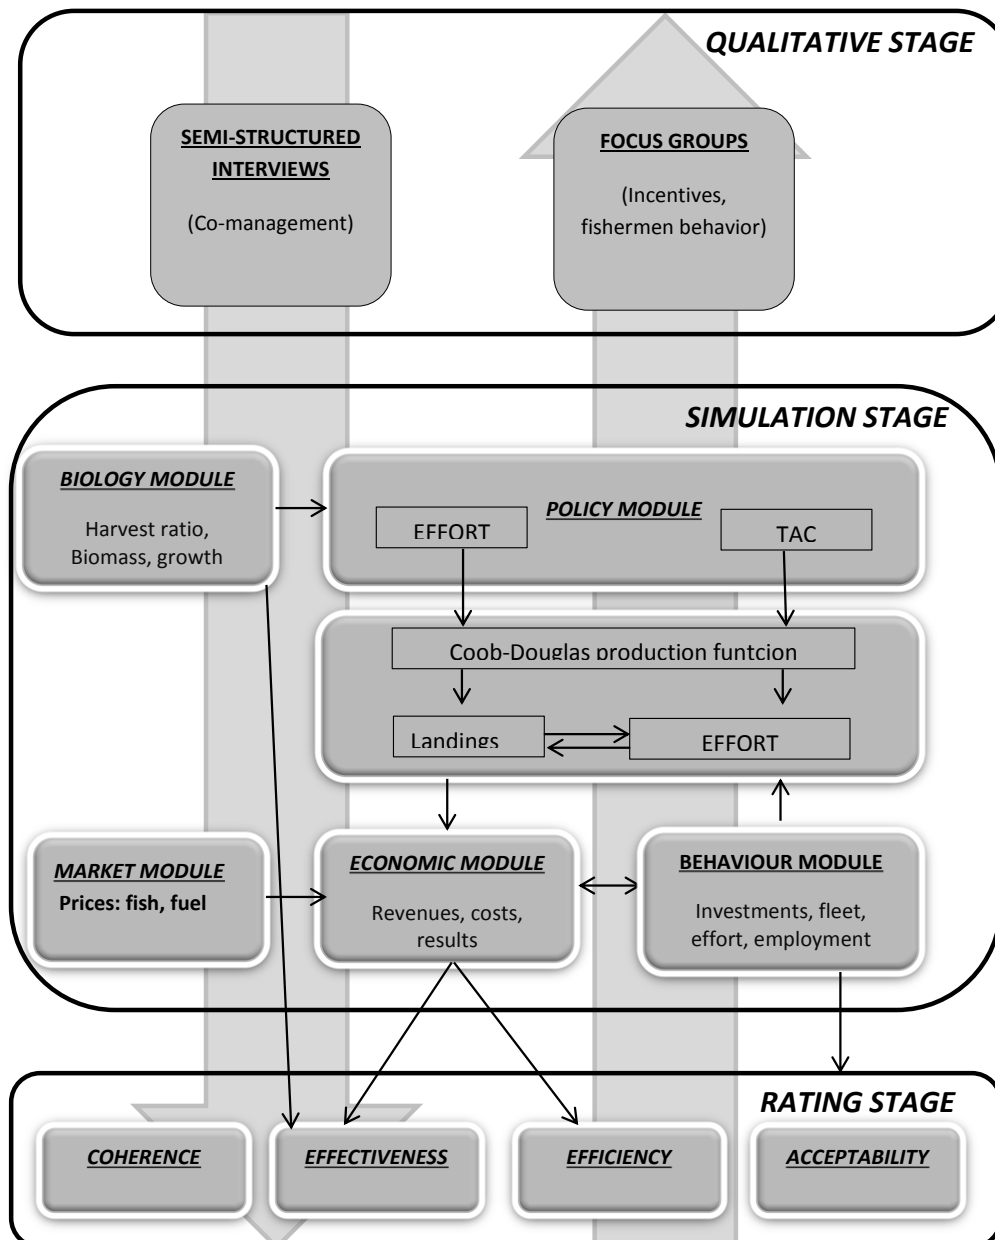 QUALITATIVE STAGE
SEMI-STRUCTURED
INTERVIEWS
(Co-management)
FOCUS GROUPS
(Incentives,
fishermen behavior)
SIMULATION STAGE
BIOLOGY MODULE
Harvest ratio,
Biomass, growth
POLICY MODULE
EFFORT
TAC
Coob-Douglas production funtcion
Landings
EFFORT
MARKET MODULE
Prices: fish, fuel
ECONOMIC MODULE
Revenues, costs,
results
BEHAVIOUR MODULE
Investments, fleet,
effort, employment
RATING STAGE
COHERENCE
EFFECTIVENESS
EFFICIENCY
ACCEPTABILITY